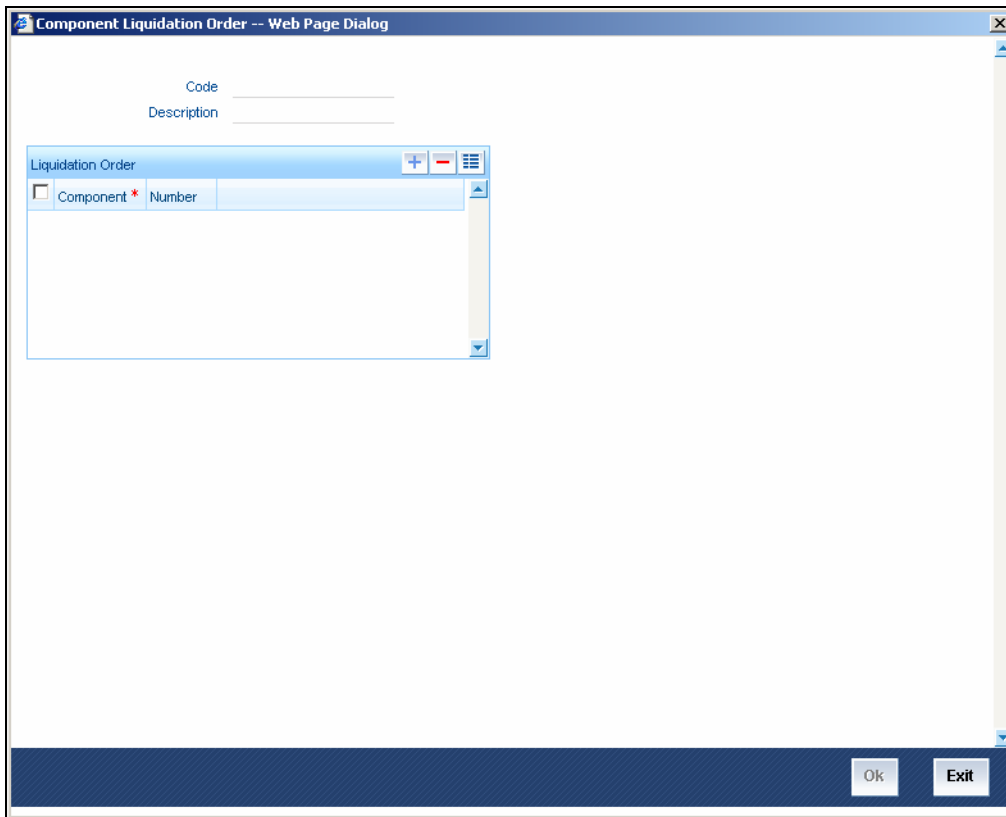 Component Liquidation Order -- Web Page Dialog
Code
Description
Liquidation Order
Component * Number
Ok Exit